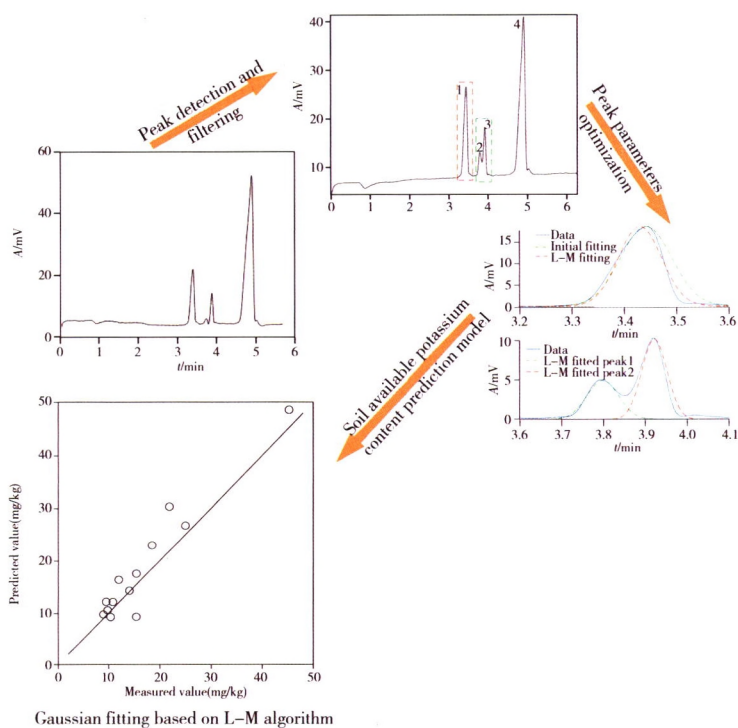 Peak detection and
filtering
A/mV
60
40
20
0
0 1 2 3 4 5 6
t/min
A/mV
40
30
20
10
1
2
3
4
0 1 2 3 4 5 6
Peak parameters
optimization
A/mV
15
10
5
0
Data
Initial fitting
L-M fitting
3.2 3.3 3.4 3.5 3.6
t/min
A/mV
10
5
0
Data
L-M fitted peak1
L-M fitted peak2
3.6 3.7 3.8 3.9 4.0 4.1
t/min
Soil available potassium
content prediction model
Predicted value(mg/kg)
50
40
30
20
10
0
0 10 20 30 40 50
Measured value(mg/kg)
Gaussian fitting based on L-M algorithm